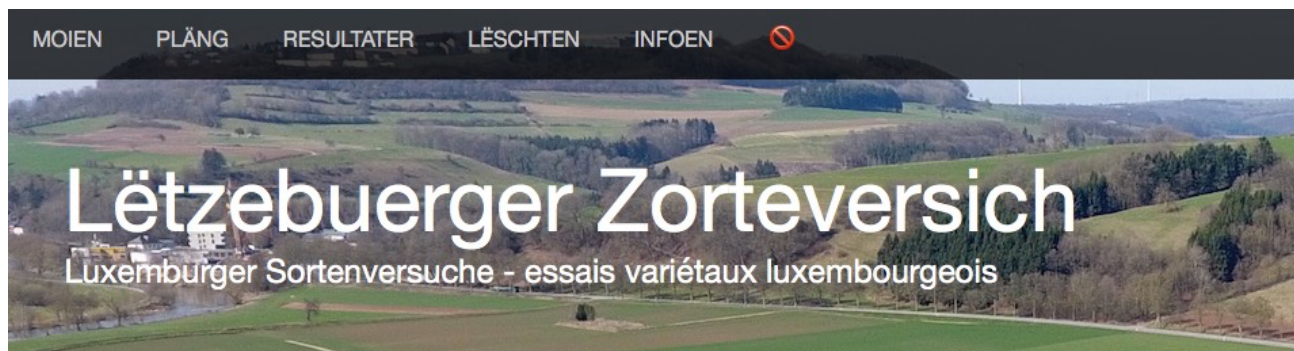 MOIEN PLÄNG RESULTATER LËSCHTEN INFOEN
Lëtzebuerger Zorteversich
Luxemburger Sortenversuche - essais variétaux luxembourgeois